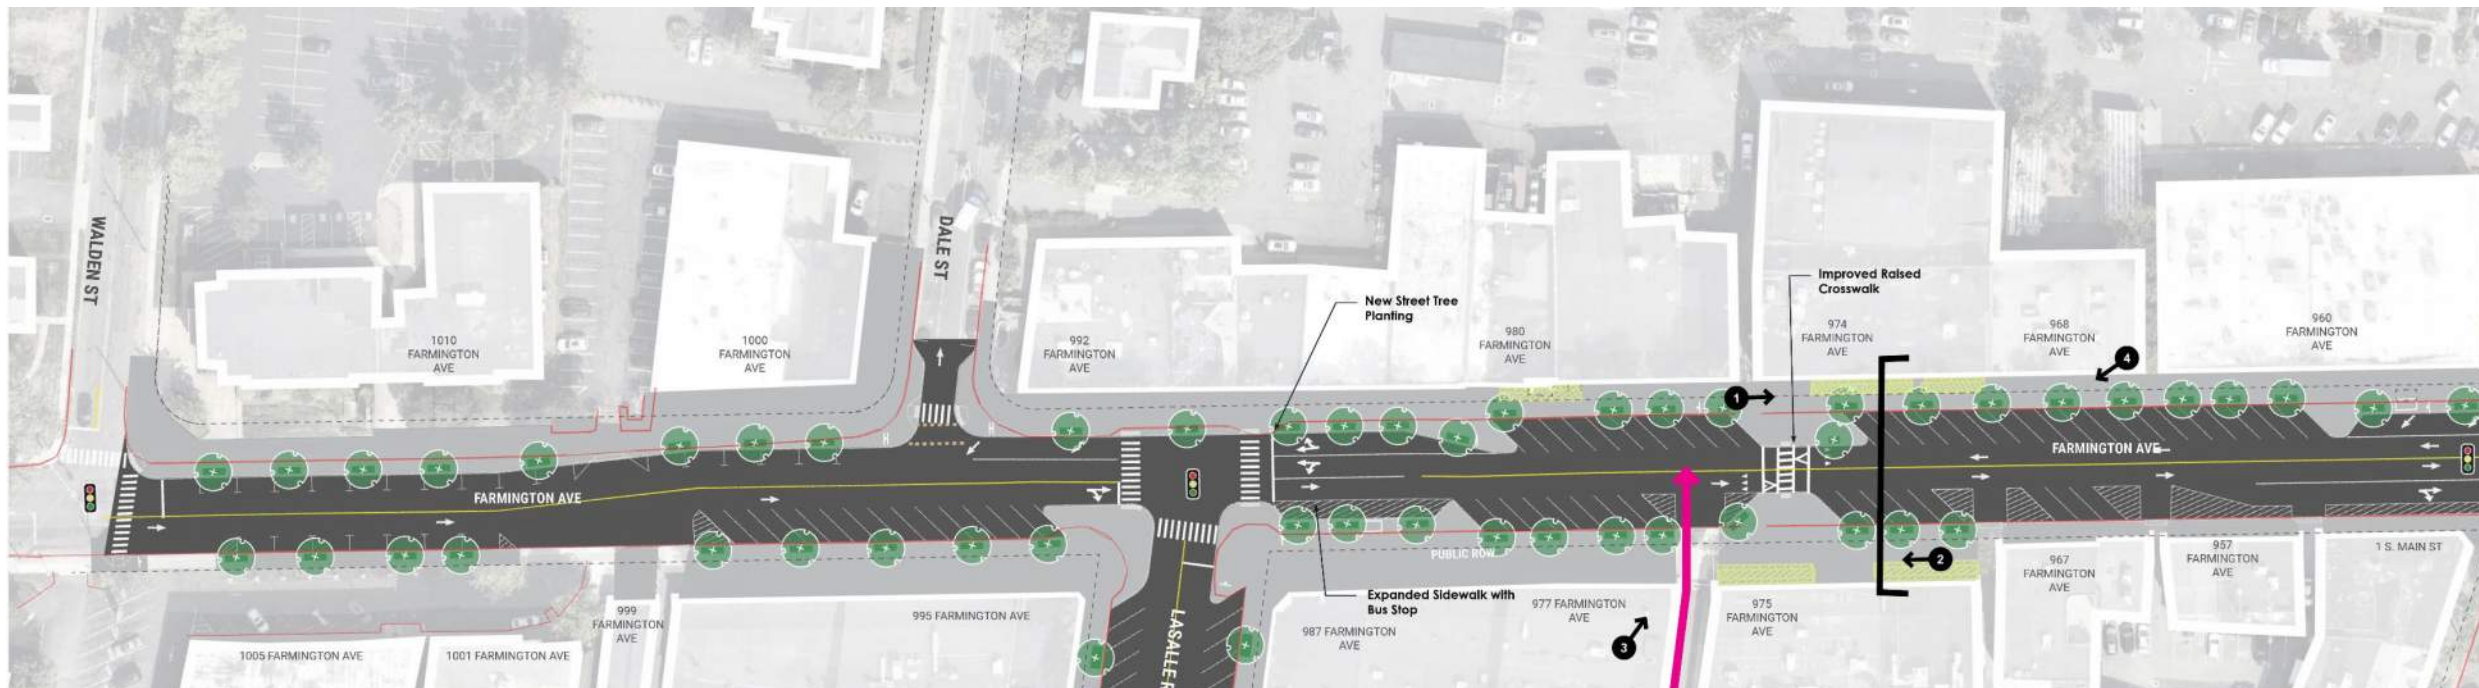 WALDEN ST
DALE ST
New Street Tree
Planting
Improved Raised
Crosswalk
1010
FARMINGTON
AVE
1000
FARMINGTON
AVE
992
FARMINGTON
AVE
980
FARMINGTON
AVE
974
FARMINGTON
AVE
968
FARMINGTON
AVE
960
FARMINGTON
AVE
4
1
FARMINGTON AVE
FARMINGTON AVE
PUBLIC ROW
2
Expanded Sidewalk with
Bus Stop
999
FARMINGTON
AVE
995 FARMINGTON AVE
1005 FARMINGTON AVE
1001 FARMINGTON AVE
LASALLE R
987 FARMINGTON
AVE
977 FARMINGTON
AVE
3
975
FARMINGTON
AVE
967
FARMINGTON
AVE
957
FARMINGTON
AVE
1 S. MAIN ST